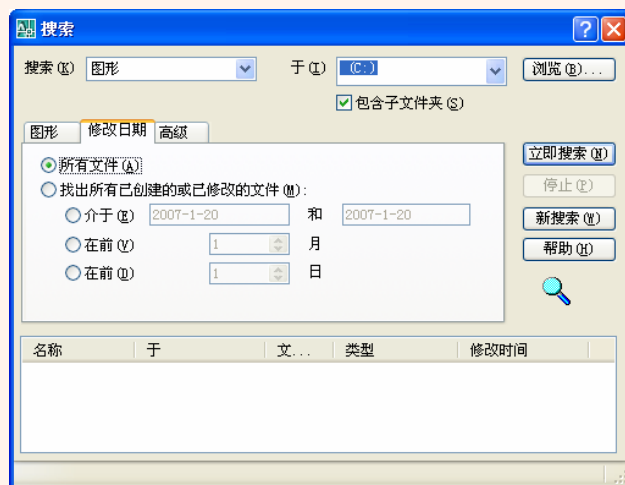 搜索
搜索(K) 图形 于(I) (C:) 浏览(B)...
包含子文件夹(S)
图形 修改日期 高级
所有文件(A)
立即搜索(N)
找出所有已创建的或已修改的文件(M):
停止(P)
介于(E) 2007-1-20 和 2007-1-20
新搜索(W)
在前(V) 1 月
帮助(H)
在前(D) 1 日
名称 于 文... 类型 修改时间